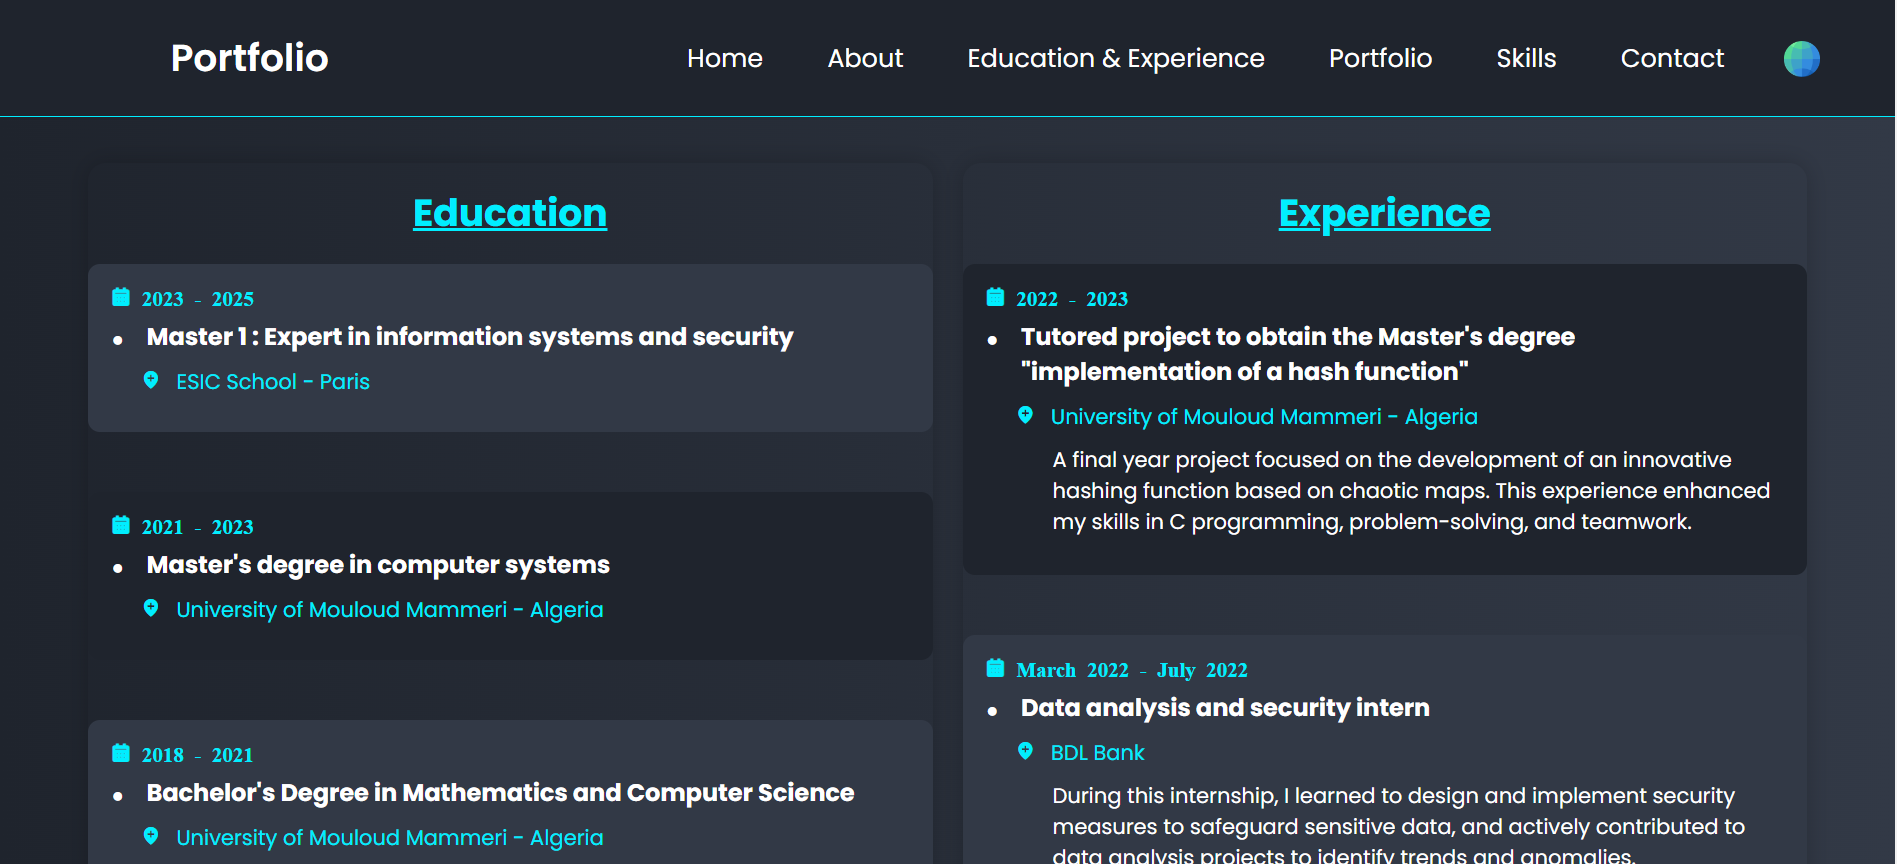 Portfolio
Home About Education & Experience Portfolio Skills Contact
Education
2023 - 2025
Master 1 : Expert in information systems and security
ESIC School - Paris
2021 - 2023
Master's degree in computer systems
University of Mouloud Mammeri - Algeria
2018 - 2021
Bachelor's Degree in Mathematics and Computer Science
University of Mouloud Mammeri - Algeria
Experience
2022 - 2023
Tutored project to obtain the Master's degree
"implementation of a hash function"
University of Mouloud Mammeri - Algeria
A final year project focused on the development of an innovative
hashing function based on chaotic maps. This experience enhanced
my skills in C programming, problem-solving, and teamwork.
March 2022 - July 2022
Data analysis and security intern
BDL Bank
During this internship, I learned to design and implement security
measures to safeguard sensitive data, and actively contributed to
data analysis projects to identify trends and anomalies.